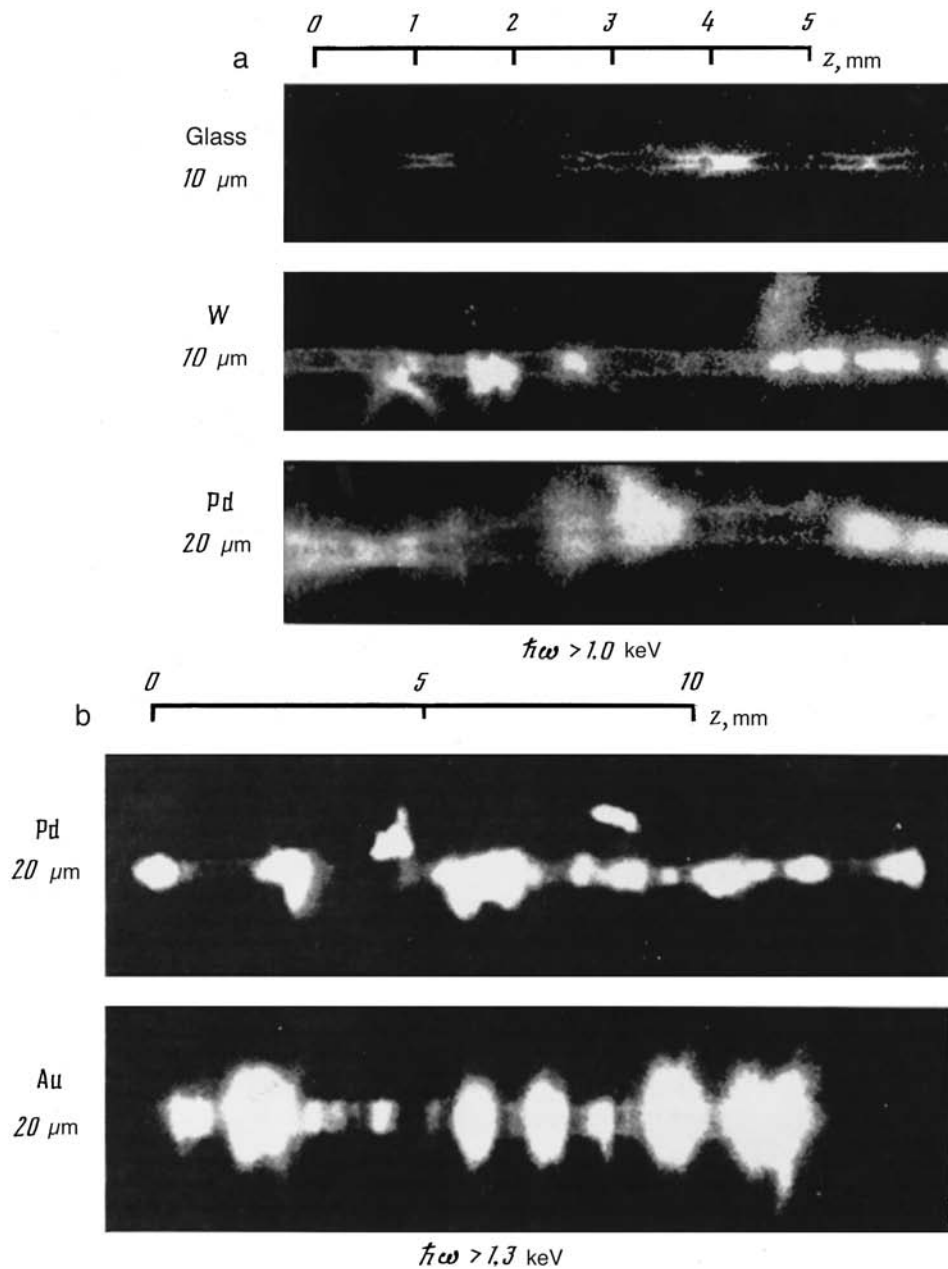 0 1 2 3 4 5
a z, mm
Glass
10 µm
W
10 µm
Pd
20 µm
ℏω > 1.0 keV
0 5 10
b z, mm
Pd
20 µm
Au
20 µm
ℏω > 1.3 keV